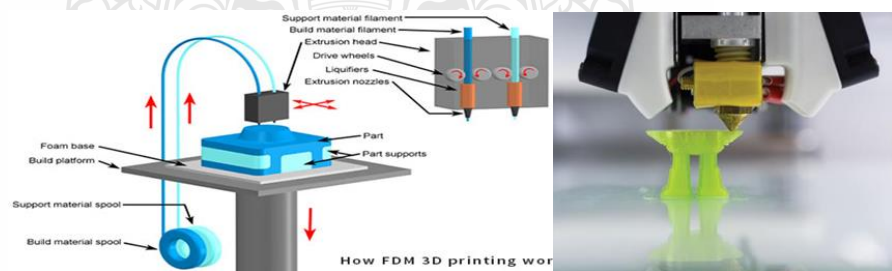 Support material filament
Build material filament
Extrusion head
Drive wheels
Liquifiers
Extrusion nozzles
Part
Foam base
Build platform
Part supports
Support material spool
Build material spool
How FDM 3D printing wor